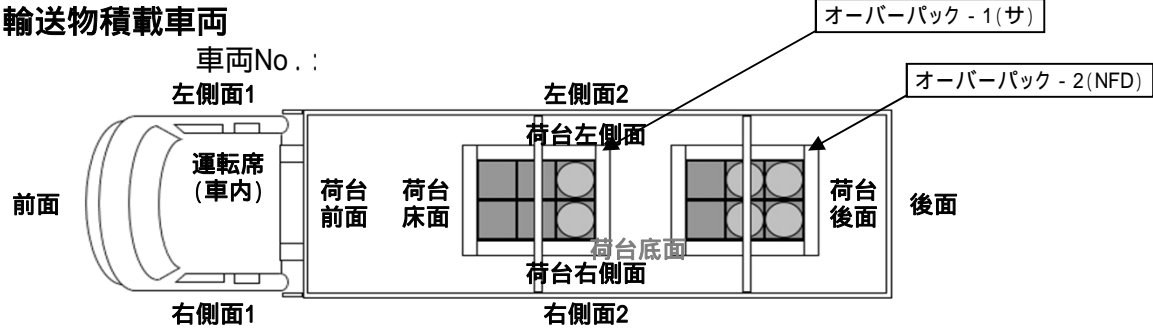 輸送物積載車両
オーバーパック - 1(サ)
車両No . :
オーバーパック - 2(NFD)
左側面1
左側面2
荷台左側面
運転席
(車内)
前面
荷台
前面
荷台
床面
荷台
後面
後面
荷台底面
荷台右側面
右側面1
右側面2